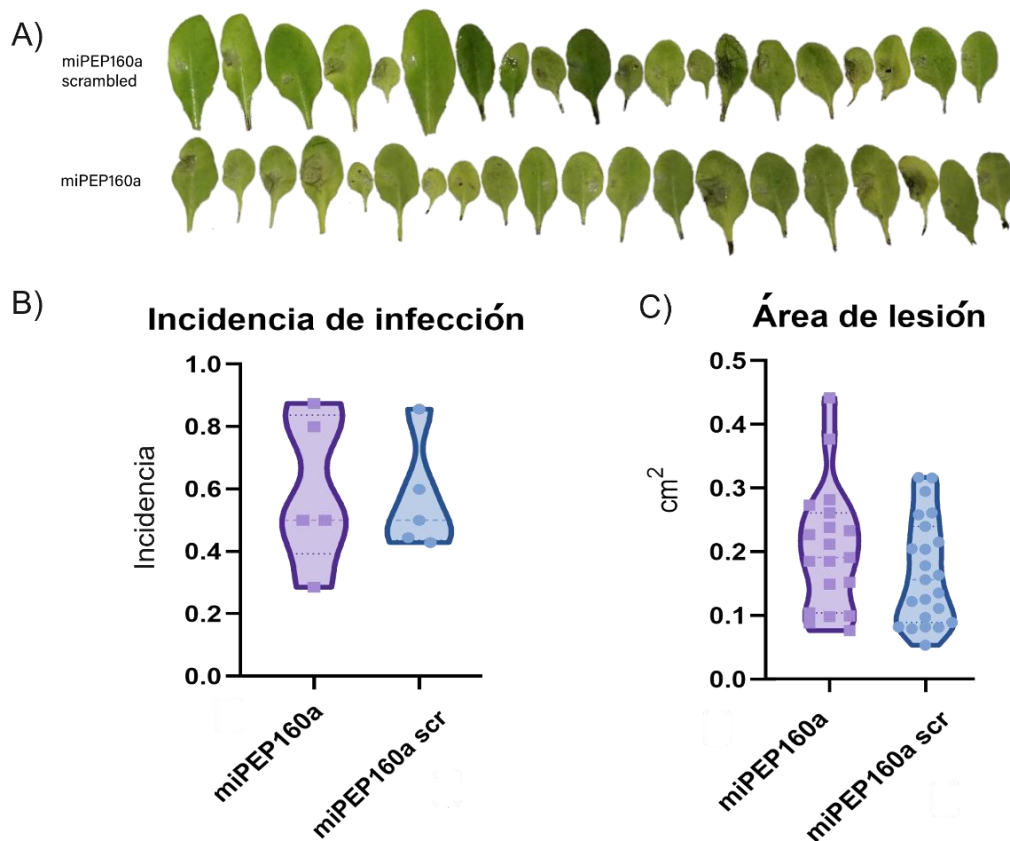 A)
miPEP160a
scrambled
miPEP160a
B)
Incidencia de infección
Incidencia
1.0
0.8
0.6
0.4
0.2
0.0
miPEP160a
miPEP160a scr
C)
Área de lesión
cm²
0.5
0.4
0.3
0.2
0.1
0.0
miPEP160a
miPEP160a scr